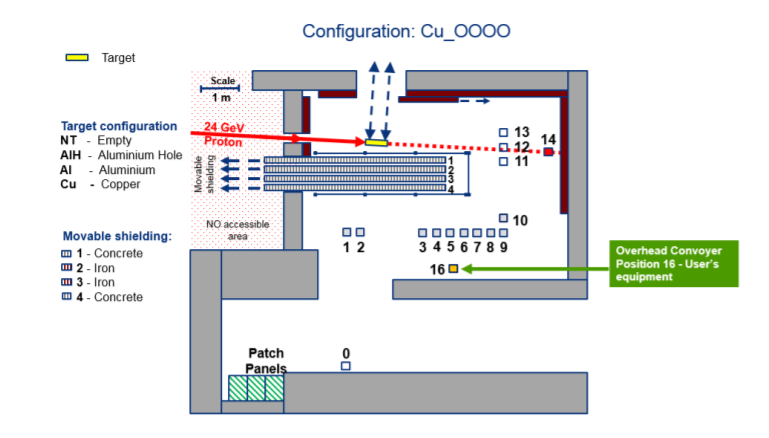 Configuration: Cu_OOOO
Target
Scale
1 m
Target configuration
NT - Empty
AlH - Aluminium Hole
Al - Aluminium
Cu - Copper
24 GeV
Proton
Movable
shielding
1
2
3
4
NO accessible
area
Movable shielding:
1 - Concrete
2 - Iron
3 - Iron
4 - Concrete
13
14
12
11
10
1 2
3 4 5 6 7 8 9
16
Overhead Convoyer
Position 16 - User's
equipment
0
Patch
Panels